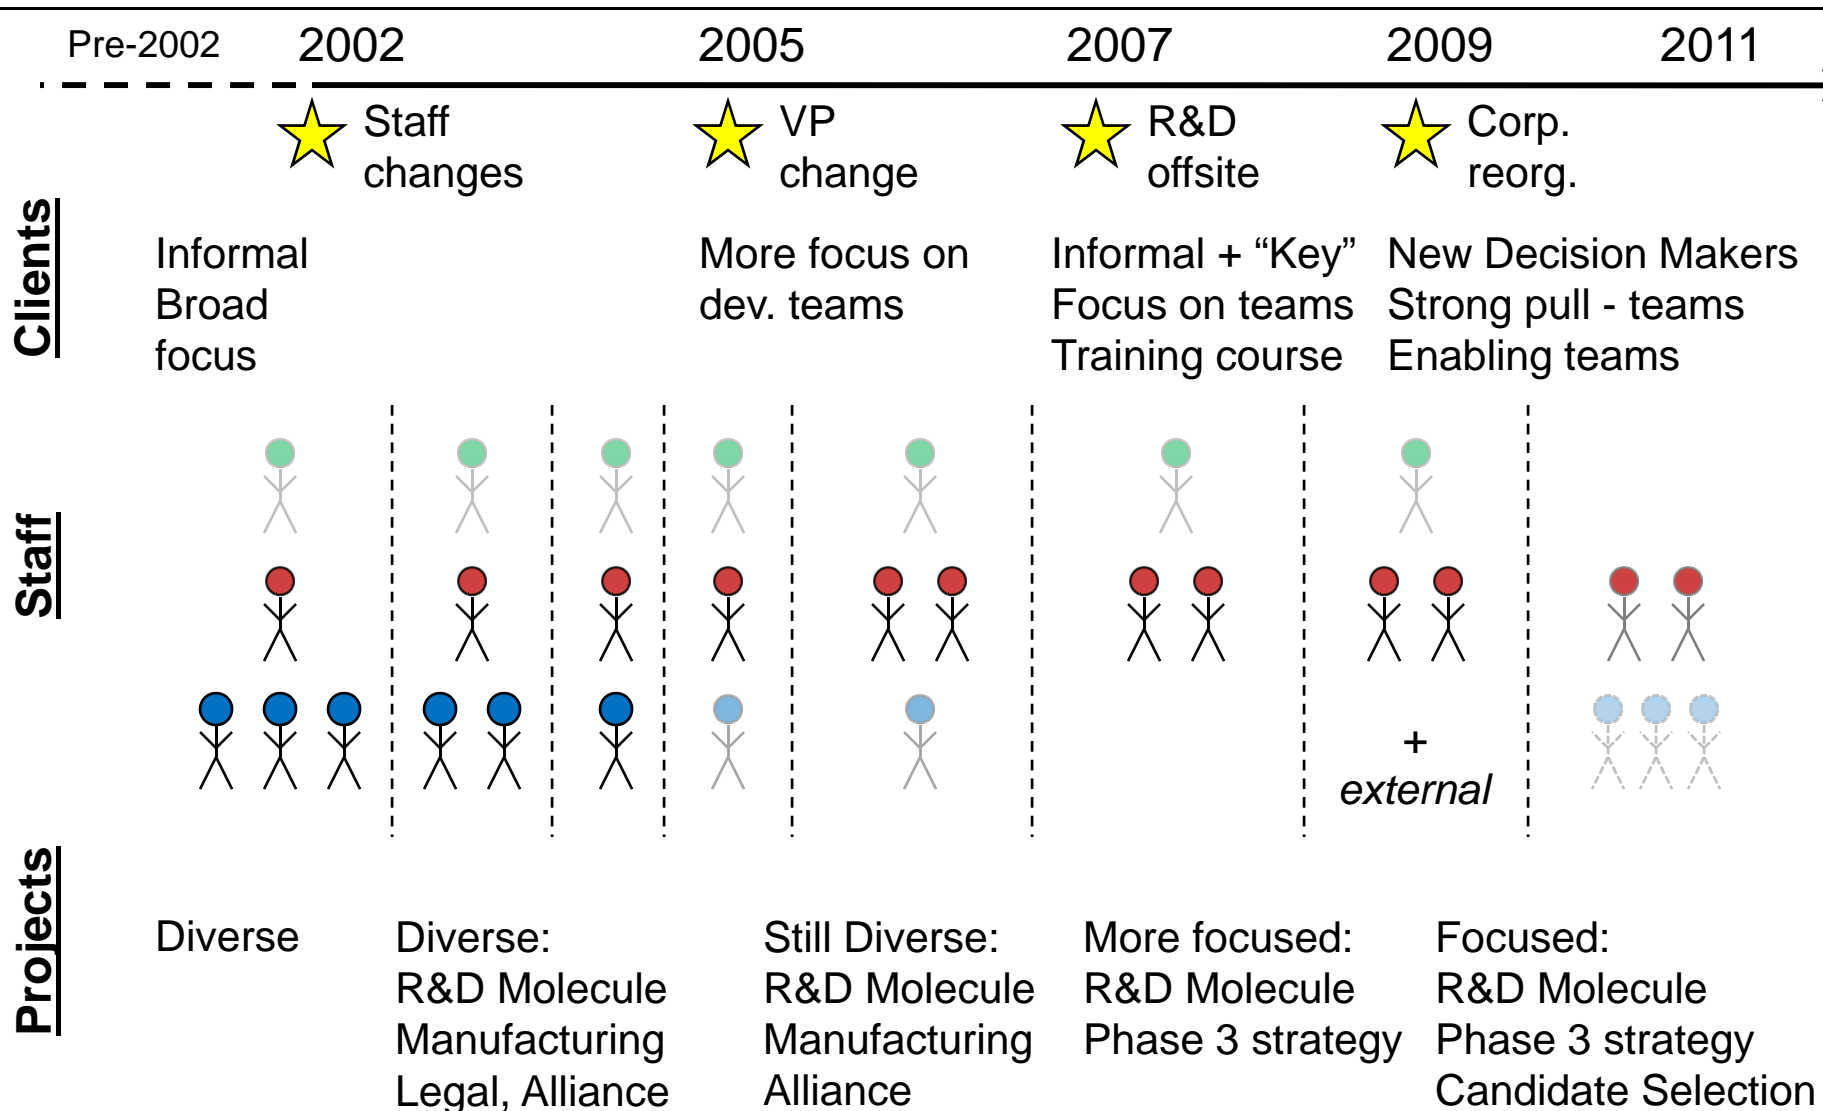 Pre-2002 2002 2005 2007 2009 2011
Staff
changes
VP
change
R&D
offsite
Corp.
reorg.
Clients
Informal
Broad
focus
More focus on
dev. teams
Informal + “Key”
Focus on teams
Training course
New Decision Makers
Strong pull - teams
Enabling teams
Staff
+
external
Projects
Diverse
Diverse:
R&D Molecule
Manufacturing
Legal, Alliance
Still Diverse:
R&D Molecule
Manufacturing
Alliance
More focused:
R&D Molecule
Phase 3 strategy
Focused:
R&D Molecule
Phase 3 strategy
Candidate Selection